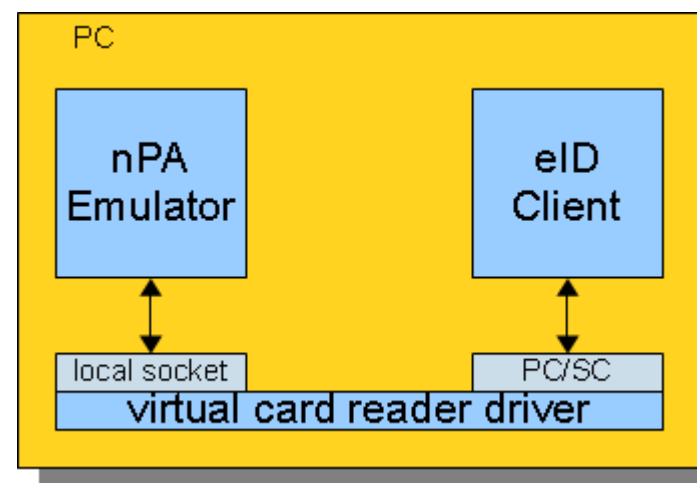 PC
nPA
Emulator
eID
Client
local socket
PC/SC
virtual card reader driver